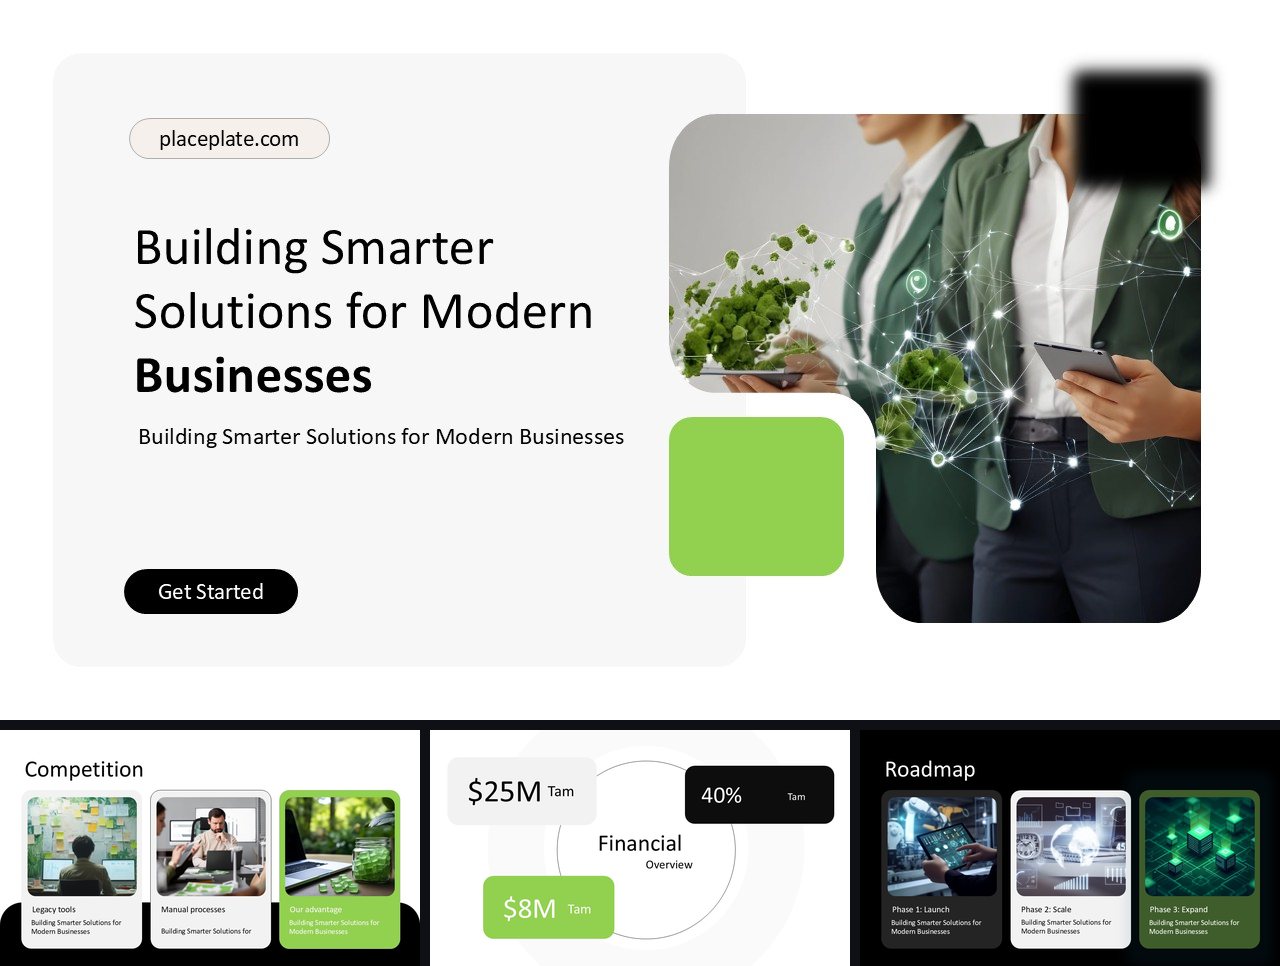 placeplate.com
Building Smarter
Solutions for Modern
Businesses
Building Smarter Solutions for Modern Businesses
Get Started
Competition
Legacy tools
Building Smarter Solutions for
Modern Businesses
Manual processes
Building Smarter Solutions for
Our advantage
Building Smarter Solutions for
Modern Businesses
$25M Tam
40% Tam
Financial
Overview
$8M Tam
Roadmap
Phase 1: Launch
Building Smarter Solutions for
Modern Businesses
Phase 2: Scale
Building Smarter Solutions for
Modern Businesses
Phase 3: Expand
Building Smarter Solutions for
Modern Businesses